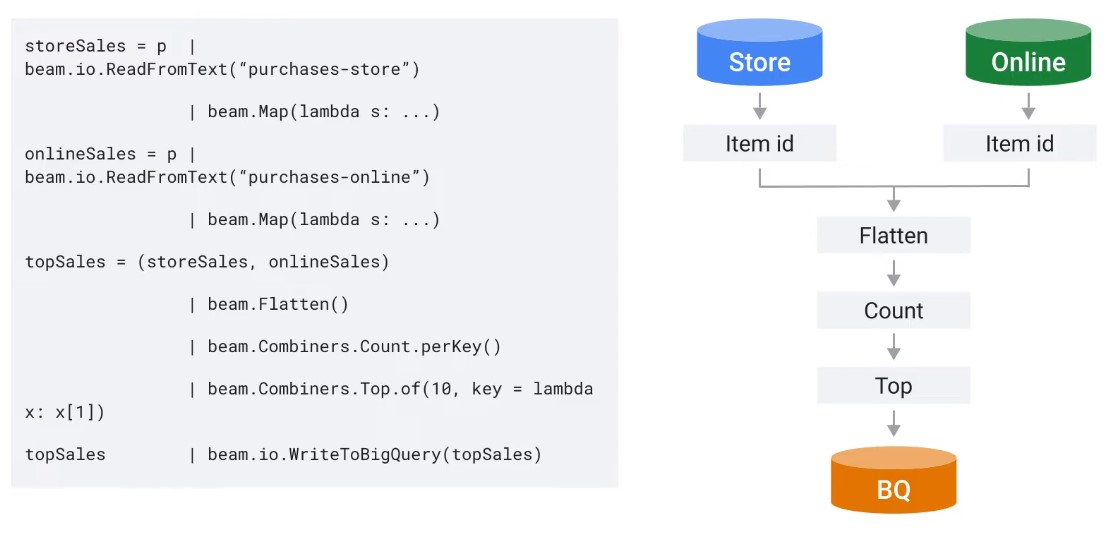 storeSales = p  |
beam.io.ReadFromText(“purchases-store”)
| beam.Map(lambda s: ...)
onlineSales = p |
beam.io.ReadFromText(“purchases-online”)
| beam.Map(lambda s: ...)
topSales = (storeSales, onlineSales)
| beam.Flatten()
| beam.Combiners.Count.perKey()
| beam.Combiners.Top.of(10, key = lambda
x: x[1])
topSales | beam.io.WriteToBigQuery(topSales)
Store
Online
Item id
Item id
Flatten
Count
Top
BQ